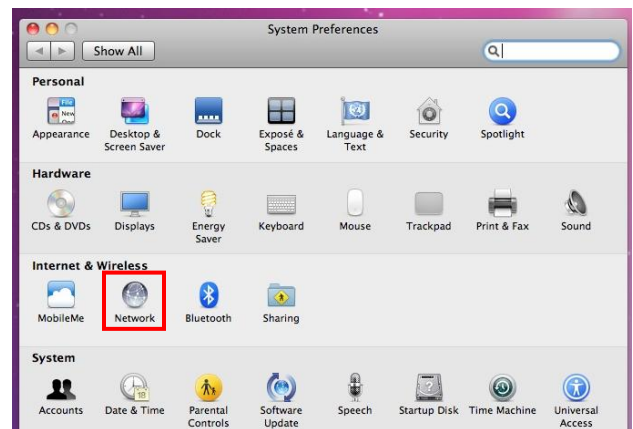 System Preferences
Show All
Personal
Appearance
Desktop & Screen Saver
Dock
Exposé & Spaces
Language & Text
Security
Spotlight
Hardware
CDs & DVDs
Displays
Energy Saver
Keyboard
Mouse
Trackpad
Print & Fax
Sound
Internet & Wireless
MobileMe
Network
Bluetooth
Sharing
System
Accounts
Date & Time
Parental Controls
Software Update
Speech
Startup Disk
Time Machine
Universal Access